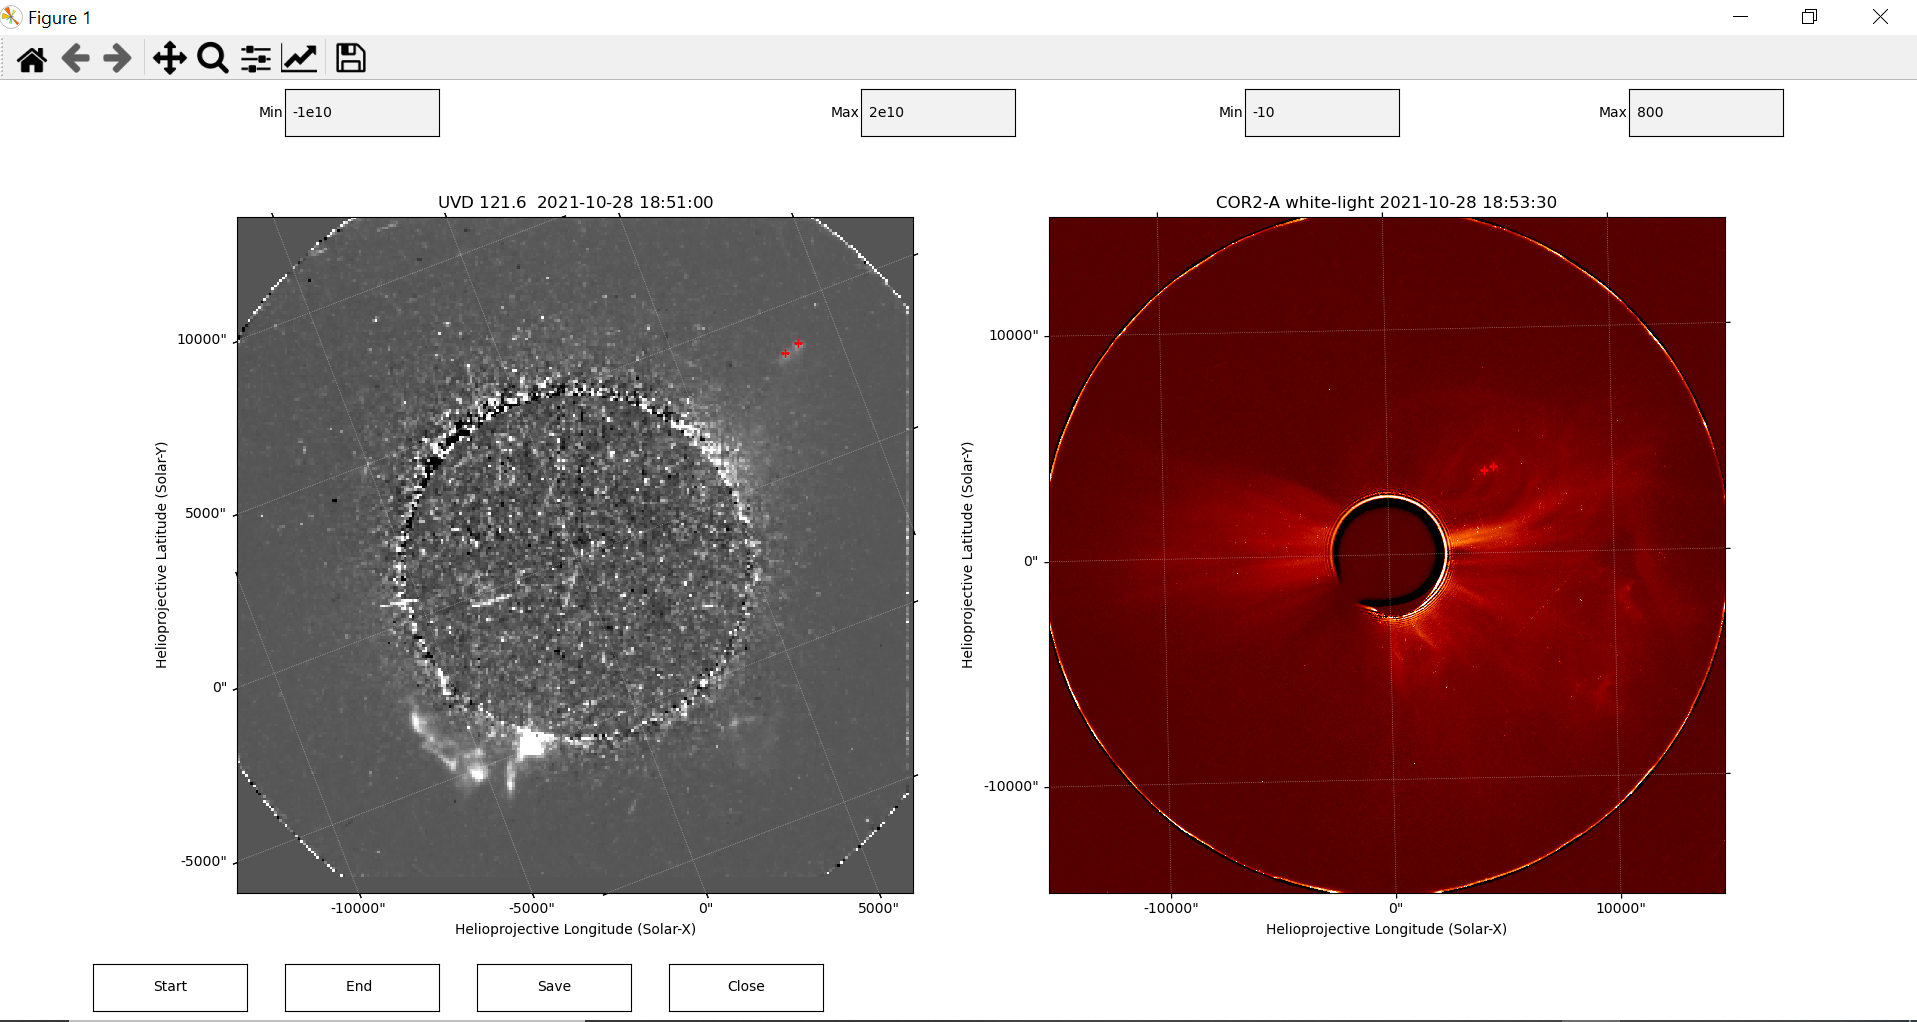 Figure 1
Min -1e10 Max 2e10 Min -10 Max 800
UVD 121.6  2021-10-28 18:51:00
COR2-A white-light 2021-10-28 18:53:30
10000"
5000"
0"
-5000"
Helioprojective Latitude (Solar-Y)
-10000" -5000" 0" 5000"
Helioprojective Longitude (Solar-X)
10000"
0"
-10000"
Helioprojective Latitude (Solar-Y)
-10000" 0" 10000"
Helioprojective Longitude (Solar-X)
Start End Save Close